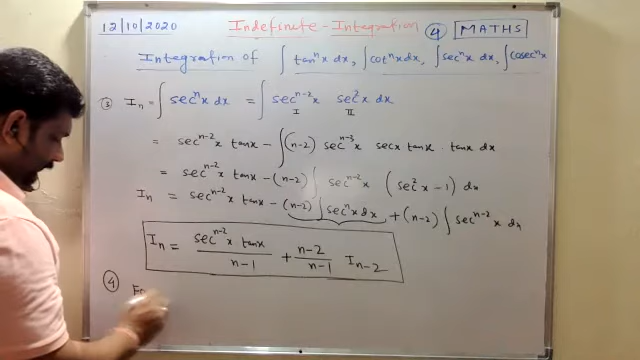 12/10/2020 Indefinite - Integration ④ MATHS
Integration of ∫ tanⁿx dx, ∫ cotⁿx dx, ∫ secⁿx dx, ∫ cosecⁿx
③ Iₙ = ∫ secⁿx dx = ∫ secⁿ⁻²x sec²x dx
I II
= secⁿ⁻²x tanx - ∫ (n-2) secⁿ⁻³x secx tanx . tanx dx
= secⁿ⁻²x tanx - (n-2) ∫ secⁿ⁻²x (sec²x - 1) dx
Iₙ = secⁿ⁻²x tanx - (n-2) ∫ secⁿx dx + (n-2) ∫ secⁿ⁻²x dx
Iₙ = secⁿ⁻²x tanx / n-1 + n-2 / n-1 Iₙ₋₂
④ Fo